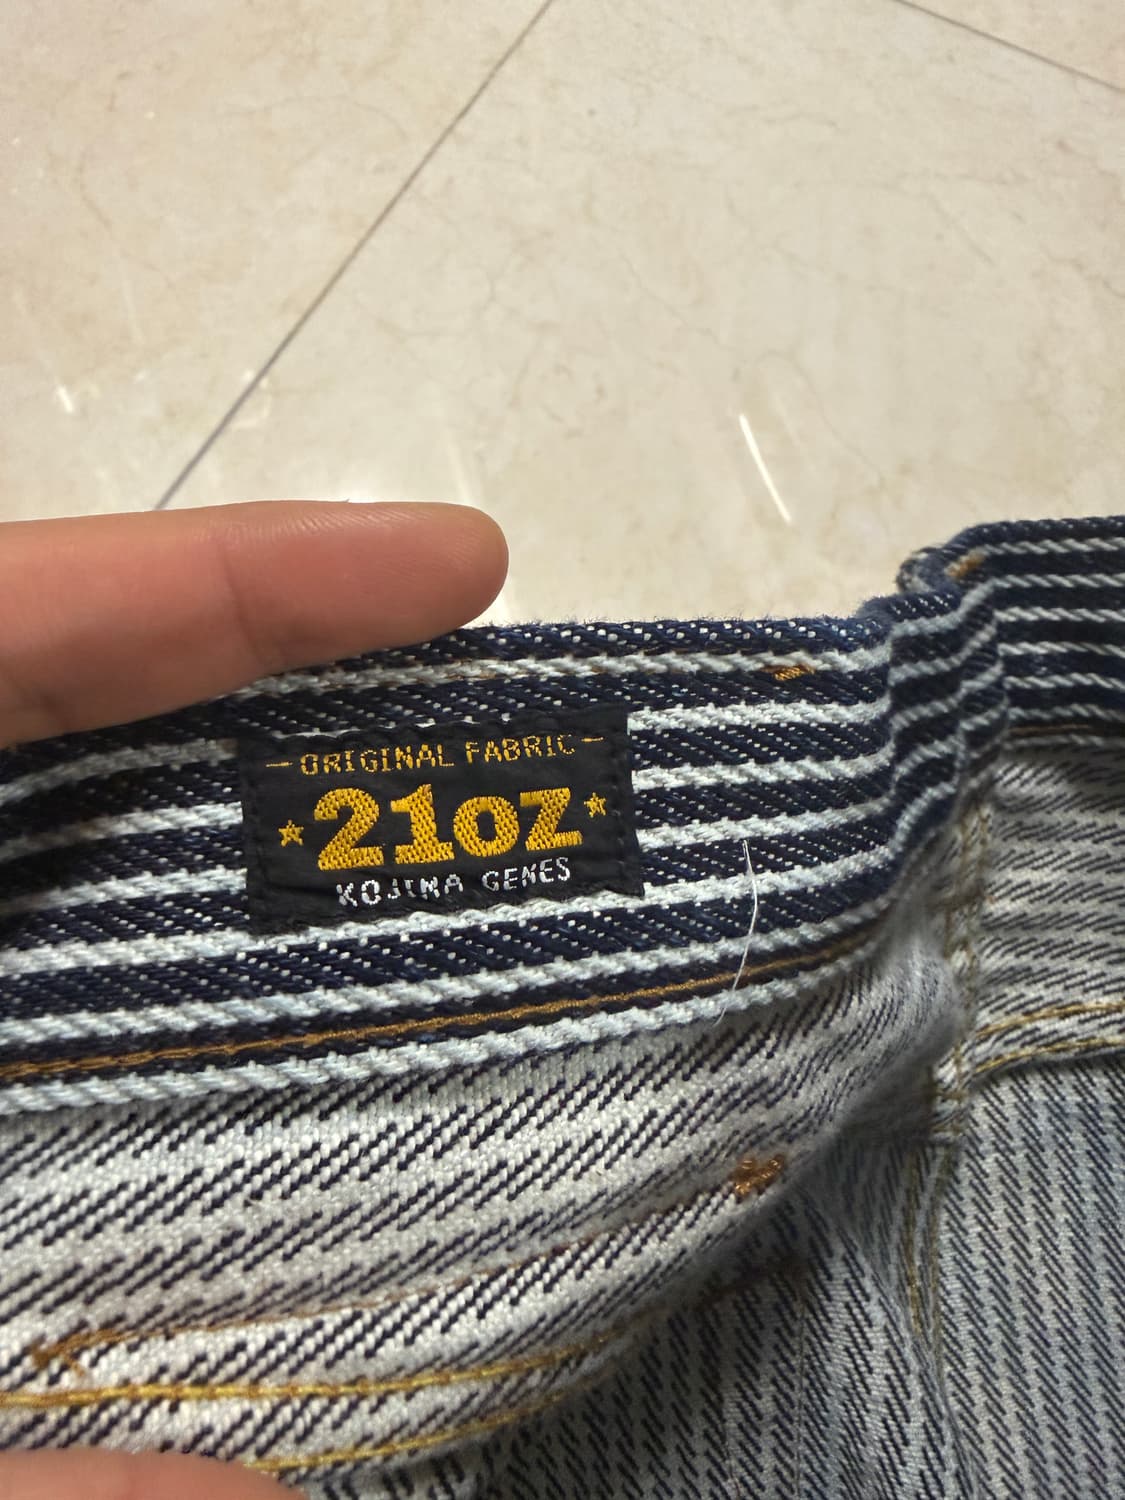 ORIGINAL FABRIC
21oz
KOJIMA GENES